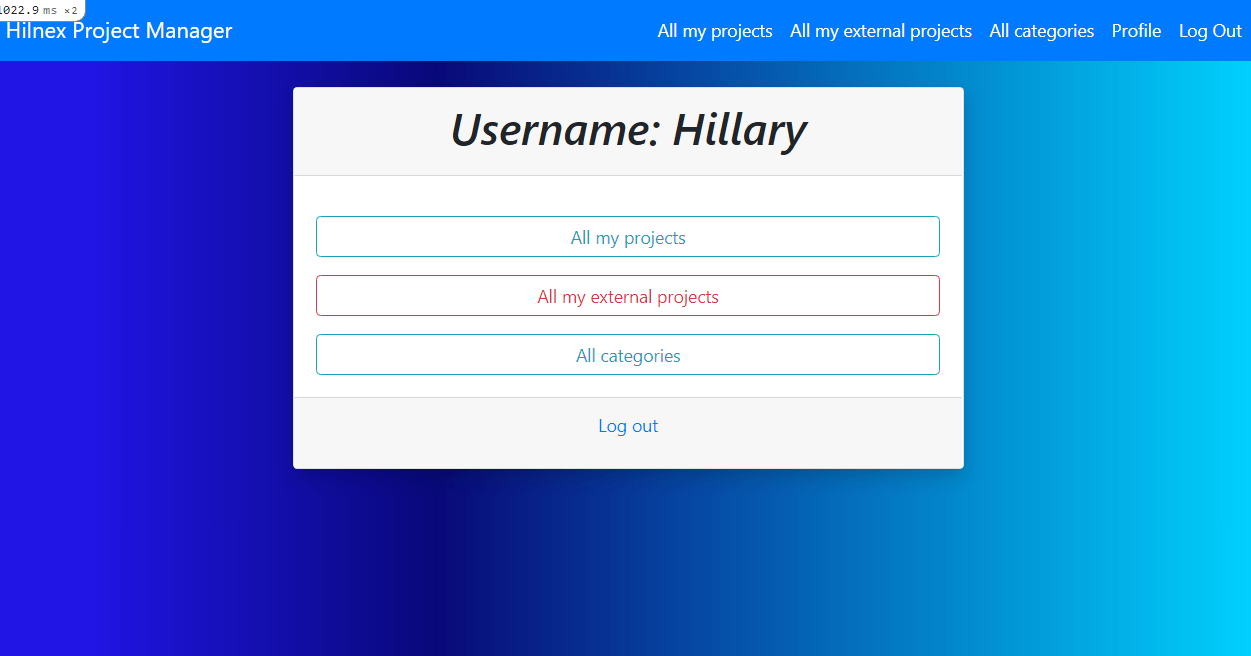 1022.9 ms ×2
Hilnex Project Manager
All my projects All my external projects All categories Profile Log Out
Username: Hillary
All my projects
All my external projects
All categories
Log out